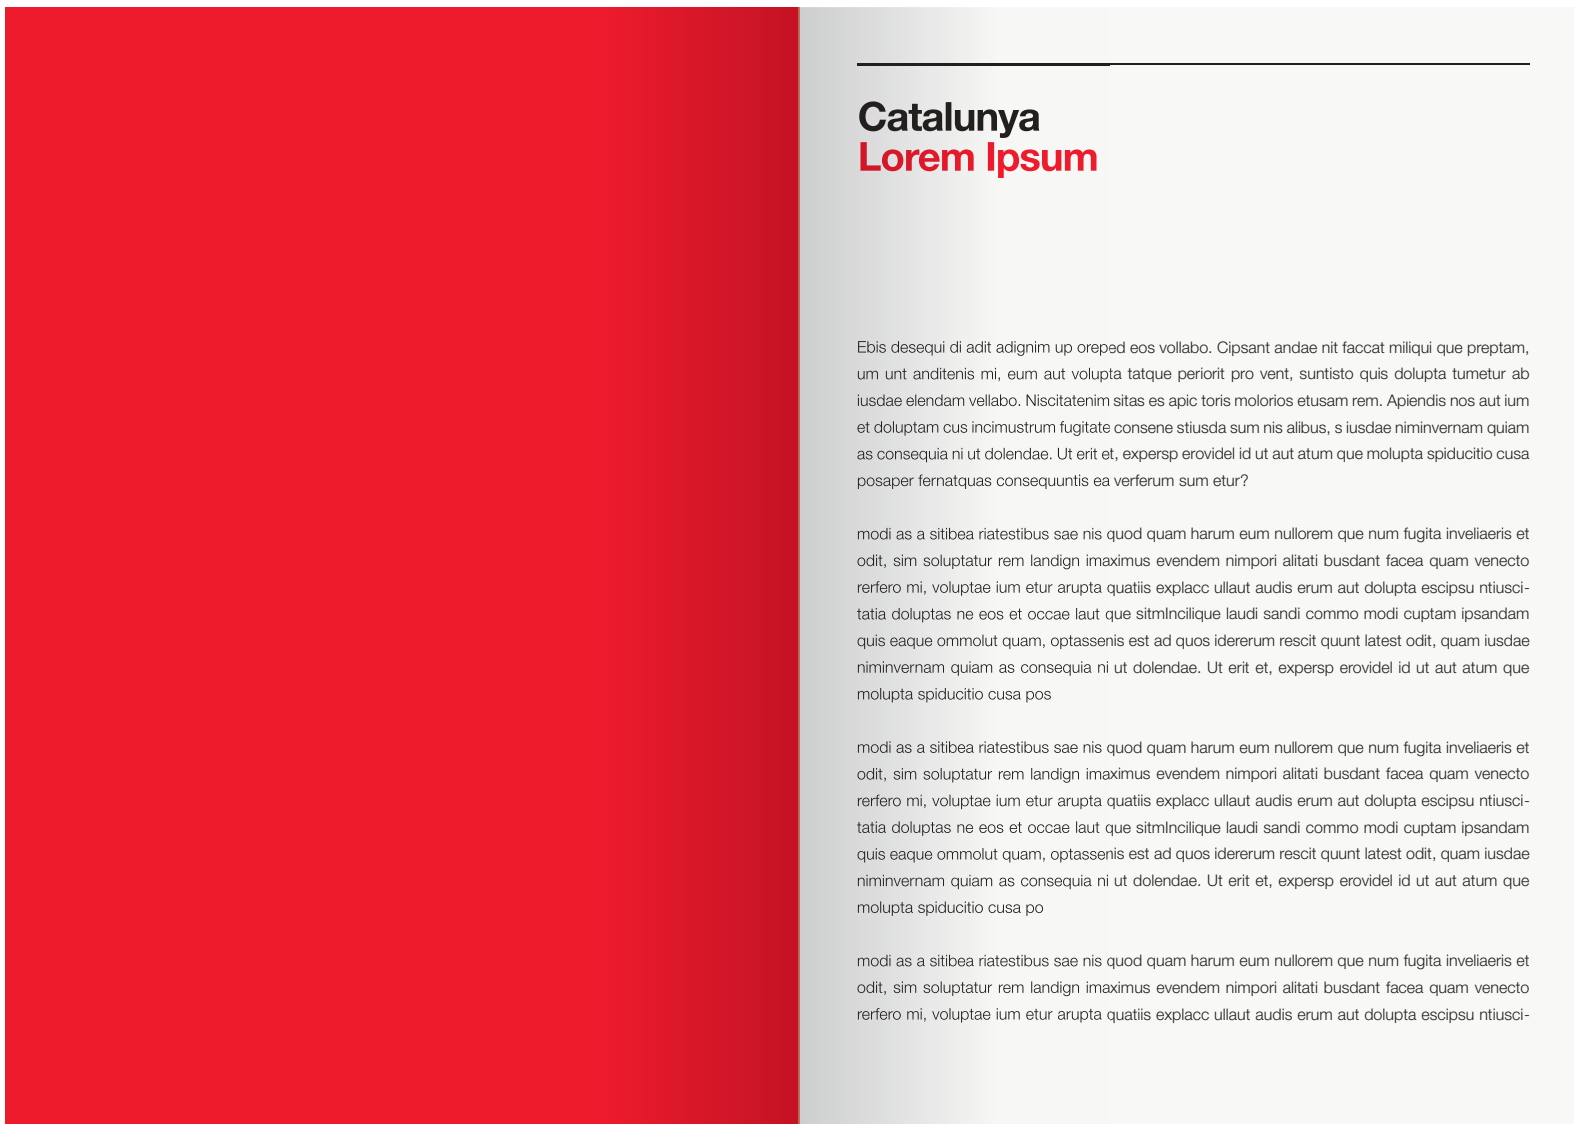 Catalunya
Lorem Ipsum
Ebis desequi di adit adignim up oreped eos vollabo. Cipsant andae nit faccat miliqui que preptam,
um unt anditenis mi, eum aut volupta tatque periorit pro vent, suntisto quis dolupta tumetur ab
iusdae elendam vellabo. Niscitatenim sitas es apic toris molorios etusam rem. Apiendis nos aut ium
et doluptam cus incimustrum fugitate consene stiusda sum nis alibus, s iusdae niminvernam quiam
as consequia ni ut dolendae. Ut erit et, expersp erovidel id ut aut atum que molupta spiducitio cusa
posaper fernatquas consequuntis ea verferum sum etur?
modi as a sitibea riatestibus sae nis quod quam harum eum nullorem que num fugita inveliaeris et
odit, sim soluptatur rem landign imaximus evendem nimpori alitati busdant facea quam venecto
rerfero mi, voluptae ium etur arupta quatiis explacc ullaut audis erum aut dolupta escipsu ntiusci-
tatia doluptas ne eos et occae laut que sitmIncilique laudi sandi commo modi cuptam ipsandam
quis eaque ommolut quam, optassenis est ad quos idererum rescit quunt latest odit, quam iusdae
niminvernam quiam as consequia ni ut dolendae. Ut erit et, expersp erovidel id ut aut atum que
molupta spiducitio cusa pos
modi as a sitibea riatestibus sae nis quod quam harum eum nullorem que num fugita inveliaeris et
odit, sim soluptatur rem landign imaximus evendem nimpori alitati busdant facea quam venecto
rerfero mi, voluptae ium etur arupta quatiis explacc ullaut audis erum aut dolupta escipsu ntiusci-
tatia doluptas ne eos et occae laut que sitmIncilique laudi sandi commo modi cuptam ipsandam
quis eaque ommolut quam, optassenis est ad quos idererum rescit quunt latest odit, quam iusdae
niminvernam quiam as consequia ni ut dolendae. Ut erit et, expersp erovidel id ut aut atum que
molupta spiducitio cusa po
modi as a sitibea riatestibus sae nis quod quam harum eum nullorem que num fugita inveliaeris et
odit, sim soluptatur rem landign imaximus evendem nimpori alitati busdant facea quam venecto
rerfero mi, voluptae ium etur arupta quatiis explacc ullaut audis erum aut dolupta escipsu ntiusci-